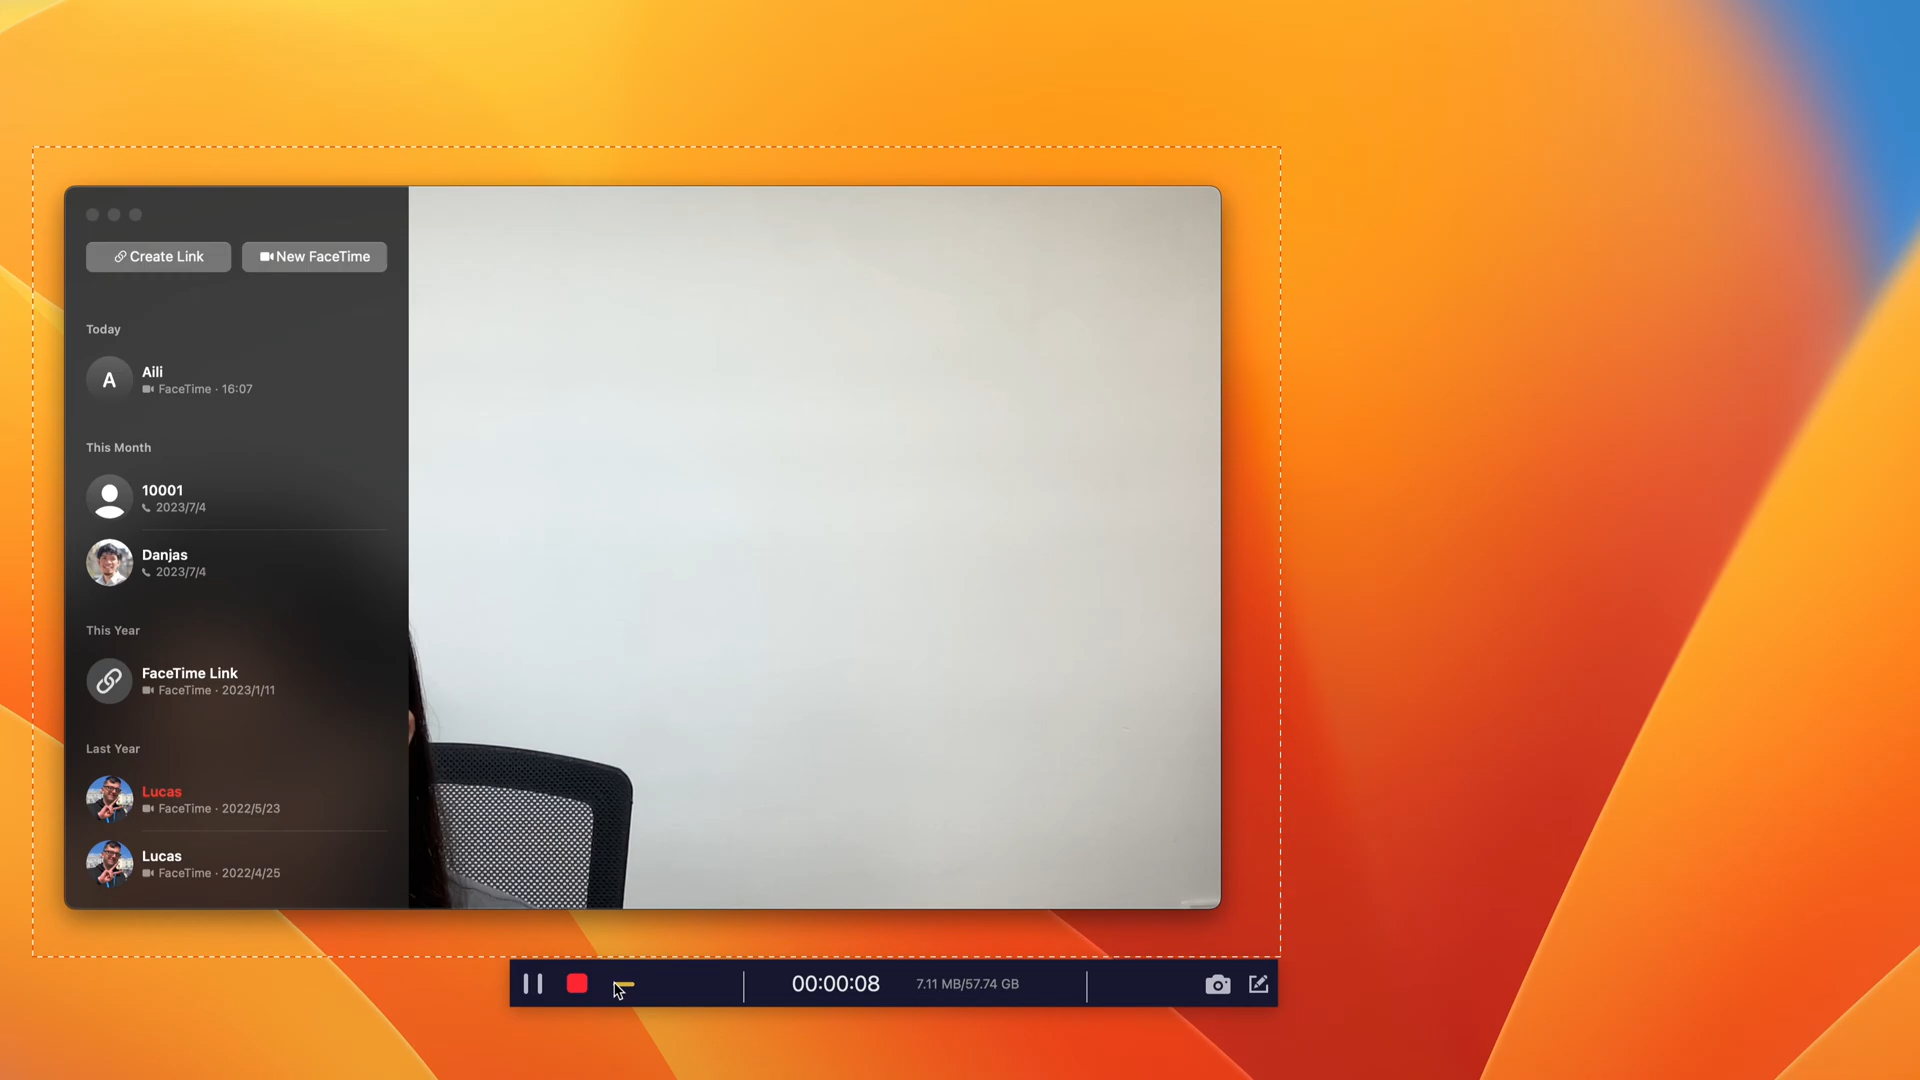 Create Link
New FaceTime
Today
A
Aili
FaceTime · 16:07
This Month
10001
2023/7/4
Danjas
2023/7/4
This Year
FaceTime Link
FaceTime · 2023/1/11
Last Year
Lucas
FaceTime · 2022/5/23
Lucas
FaceTime · 2022/4/25
00:00:08
7.11 MB/57.74 GB